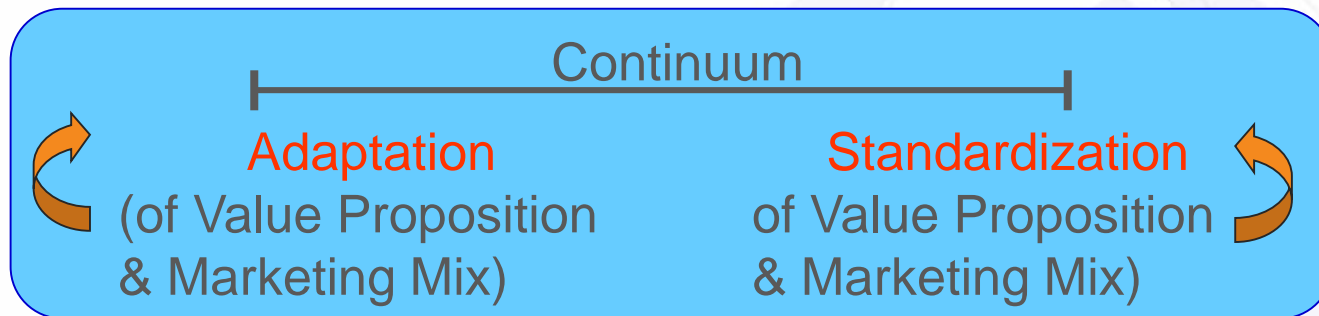 Continuum
Adaptation
(of Value Proposition
& Marketing Mix)
Standardization
of Value Proposition
& Marketing Mix)